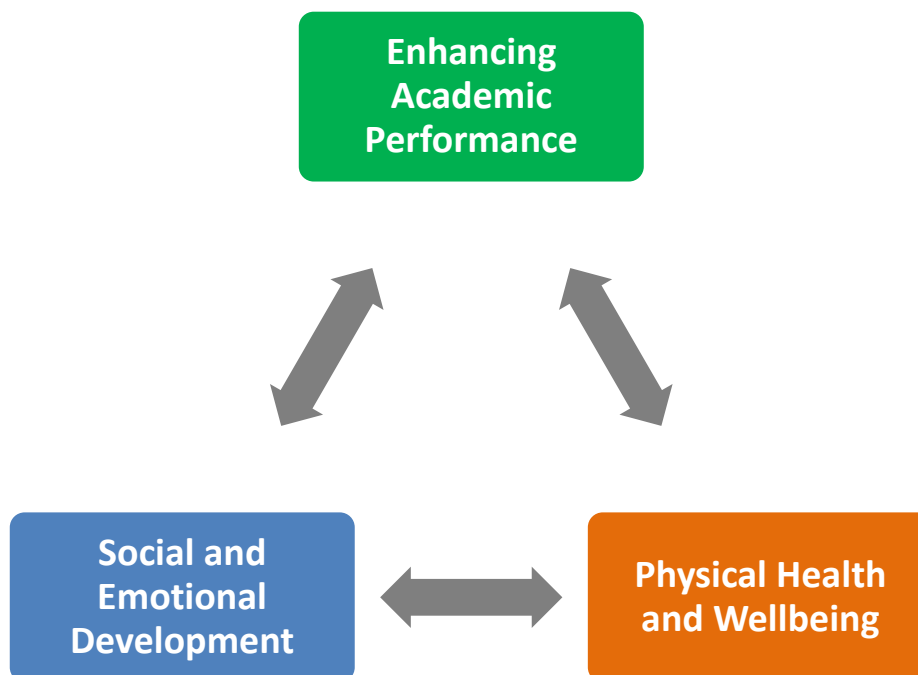 Enhancing
Academic
Performance
Social and
Emotional
Development
Physical Health
and Wellbeing